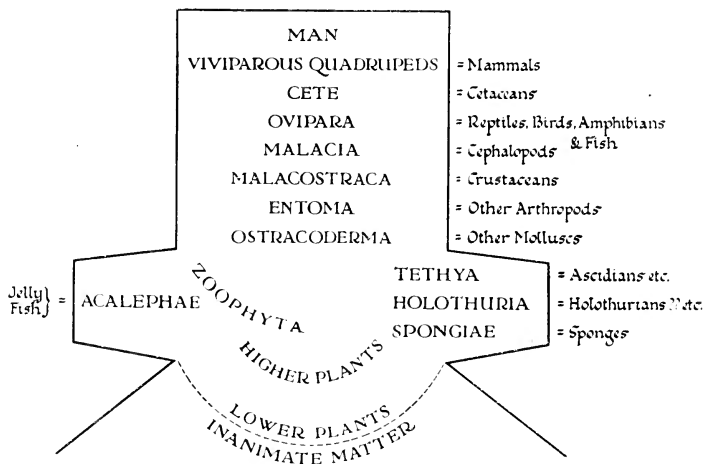 MAN
VIVIPAROUS QUADRUPEDS = Mammals
CETE = Cetaceans
OVIPARA = Reptiles, Birds, Amphibians & Fish
MALACIA = Cephalopods
MALACOSTRACA = Crustaceans
ENTOMA = Other Arthropods
OSTRACODERMA = Other Molluscs
TETHYA = Ascidians etc.
Jelly Fish } = ACALEPHAE
ZOOPHYTA
HOLOTHURIA = Holothurians etc.
SPONGIAE = Sponges
HIGHER PLANTS
LOWER PLANTS
INANIMATE MATTER